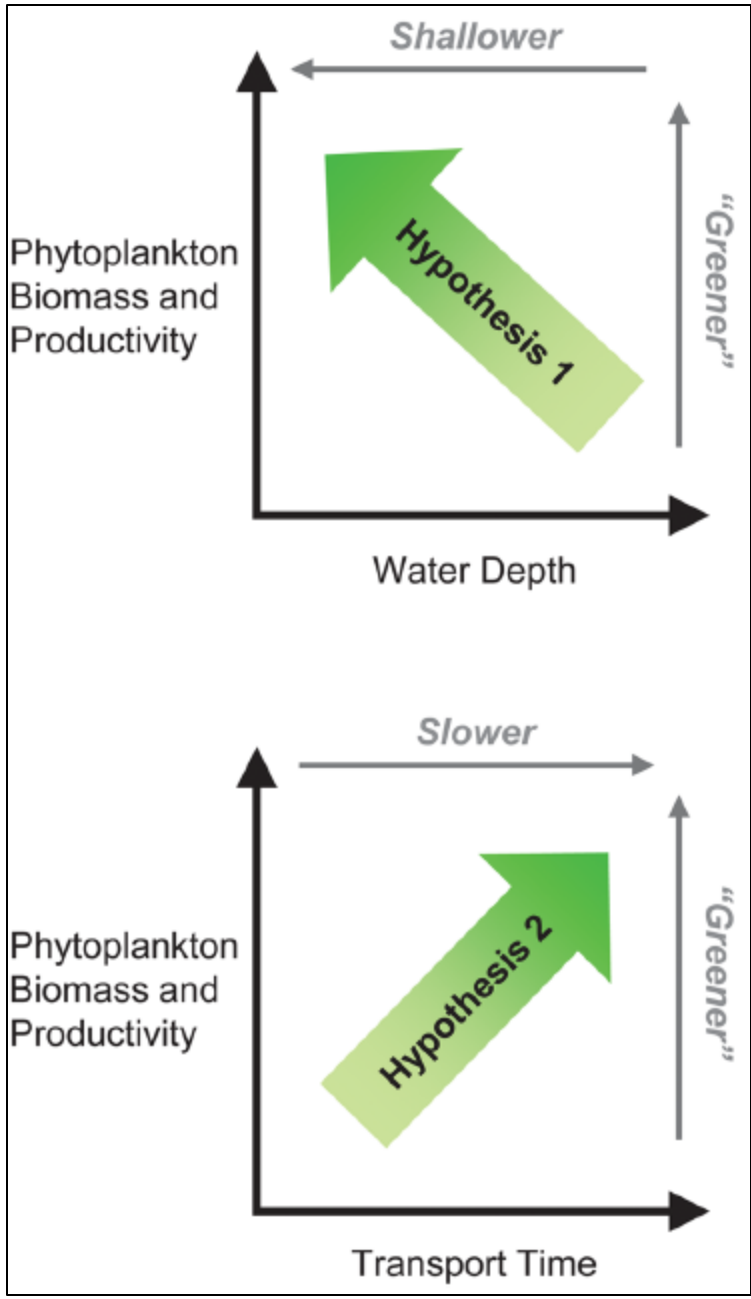 Shallower
Phytoplankton
Biomass and
Productivity
Hypothesis 1
“Greener”
Water Depth
Slower
Phytoplankton
Biomass and
Productivity
Hypothesis 2
“Greener”
Transport Time